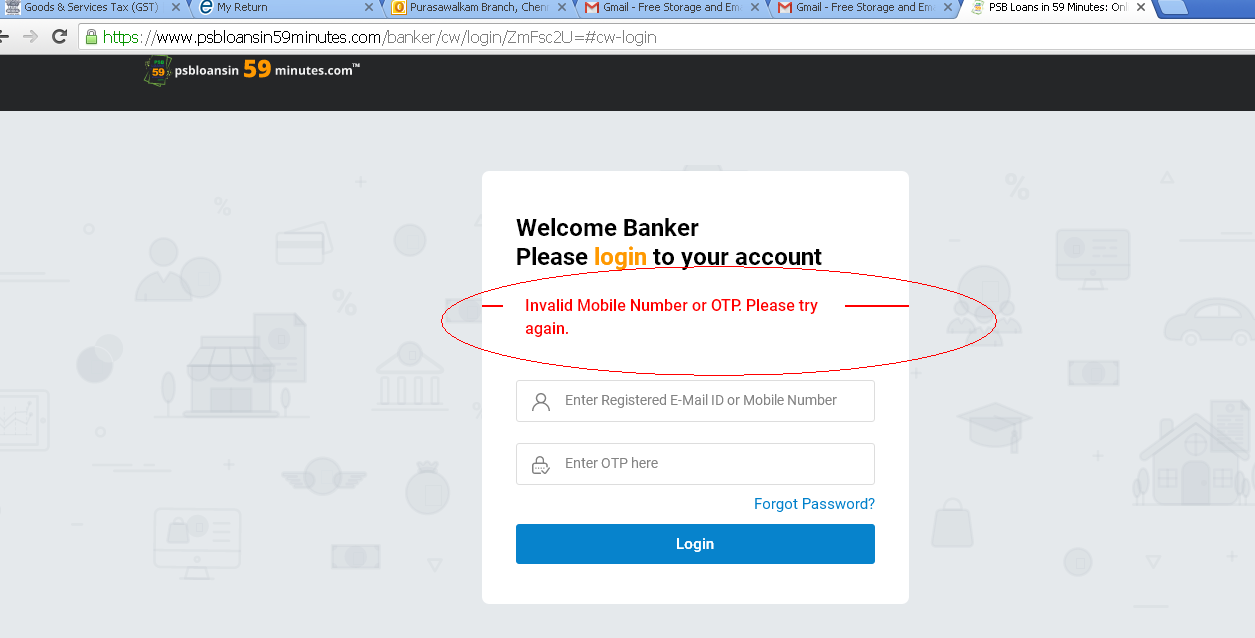 Goods & Services Tax (GST)
My Return
Purasawalkam Branch, Chenn
Gmail - Free Storage and Ema
Gmail - Free Storage and Ema
PSB Loans in 59 Minutes: Onl
https://www.psbloansin59minutes.com/banker/cw/login/ZmFsc2U=#cw-login
PSB
59
psbloansin 59 minutes.com™
Welcome Banker
Please login to your account
Invalid Mobile Number or OTP. Please try
again.
Enter Registered E-Mail ID or Mobile Number
Enter OTP here
Forgot Password?
Login